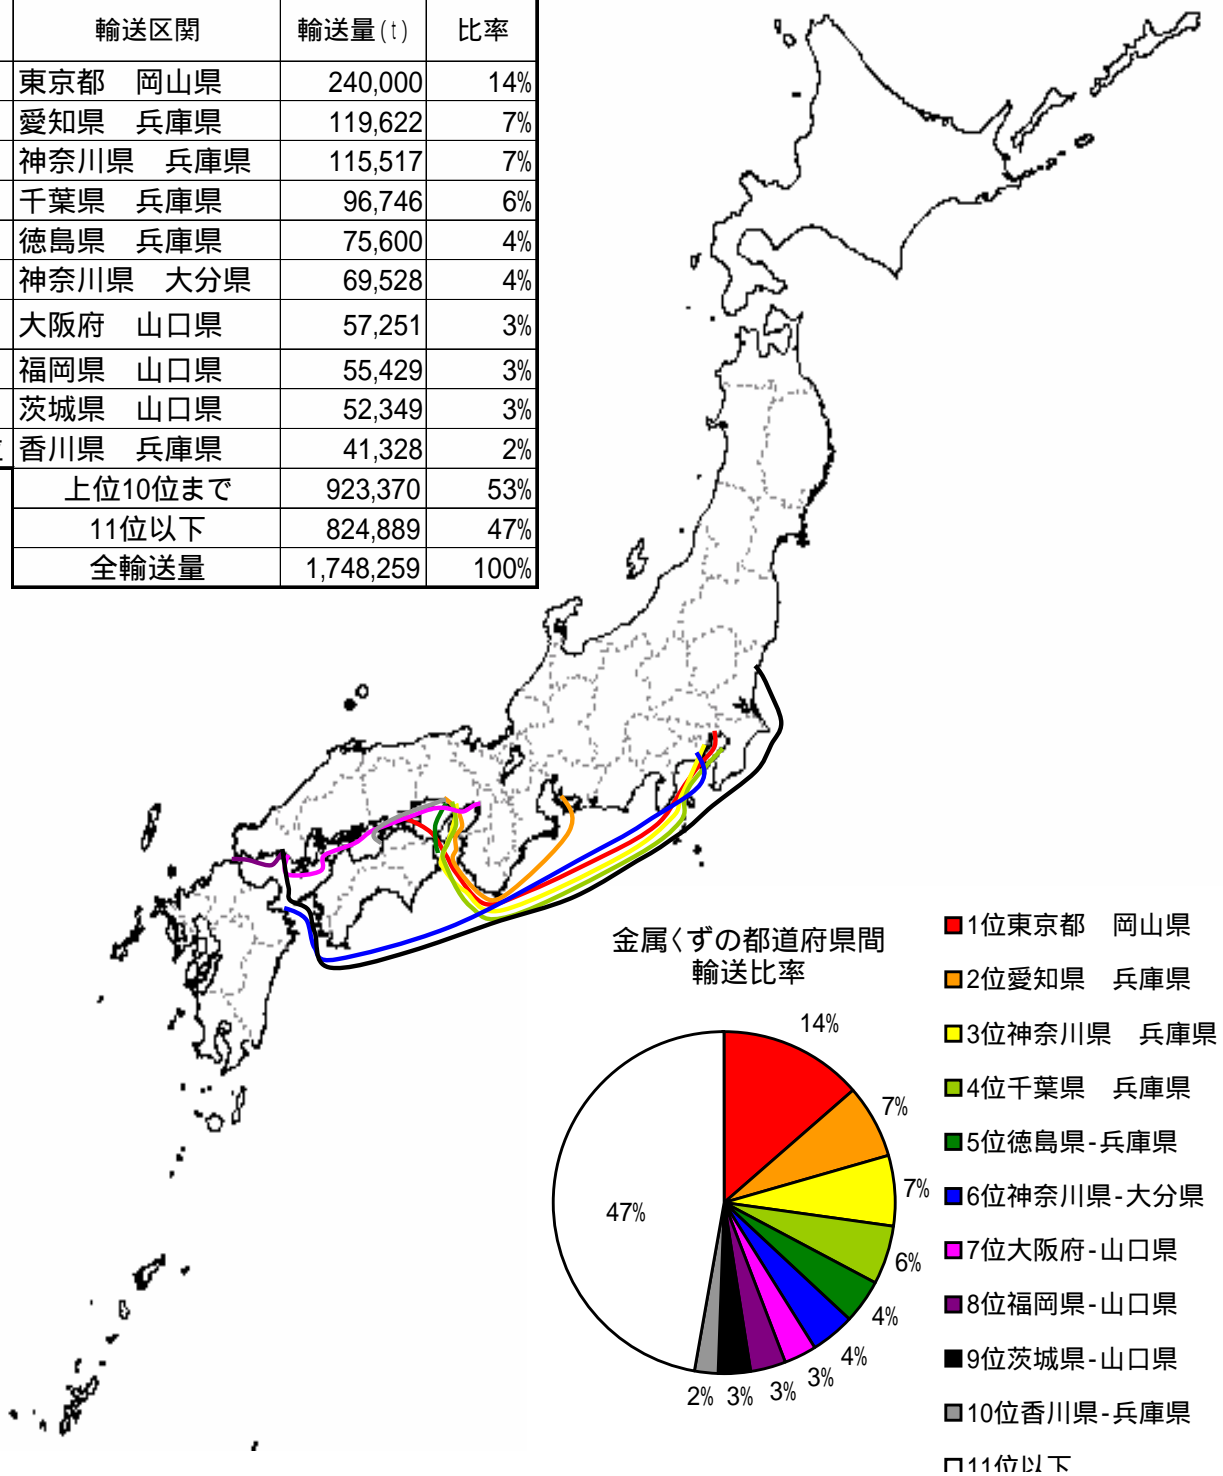 輸送区関 輸送量(t) 比率
東京都　岡山県 240,000 14%
愛知県　兵庫県 119,622 7%
神奈川県　兵庫県 115,517 7%
千葉県　兵庫県 96,746 6%
徳島県　兵庫県 75,600 4%
神奈川県　大分県 69,528 4%
大阪府　山口県 57,251 3%
福岡県　山口県 55,429 3%
茨城県　山口県 52,349 3%
香川県　兵庫県 41,328 2%
上位10位まで 923,370 53%
11位以下 824,889 47%
全輸送量 1,748,259 100%
金属くずの都道府県間
輸送比率
14%
7%
7%
6%
4%
4%
3%
3%
3%
2%
47%
1位東京都　岡山県
2位愛知県　兵庫県
3位神奈川県　兵庫県
4位千葉県　兵庫県
5位徳島県-兵庫県
6位神奈川県-大分県
7位大阪府-山口県
8位福岡県-山口県
9位茨城県-山口県
10位香川県-兵庫県
11位以下